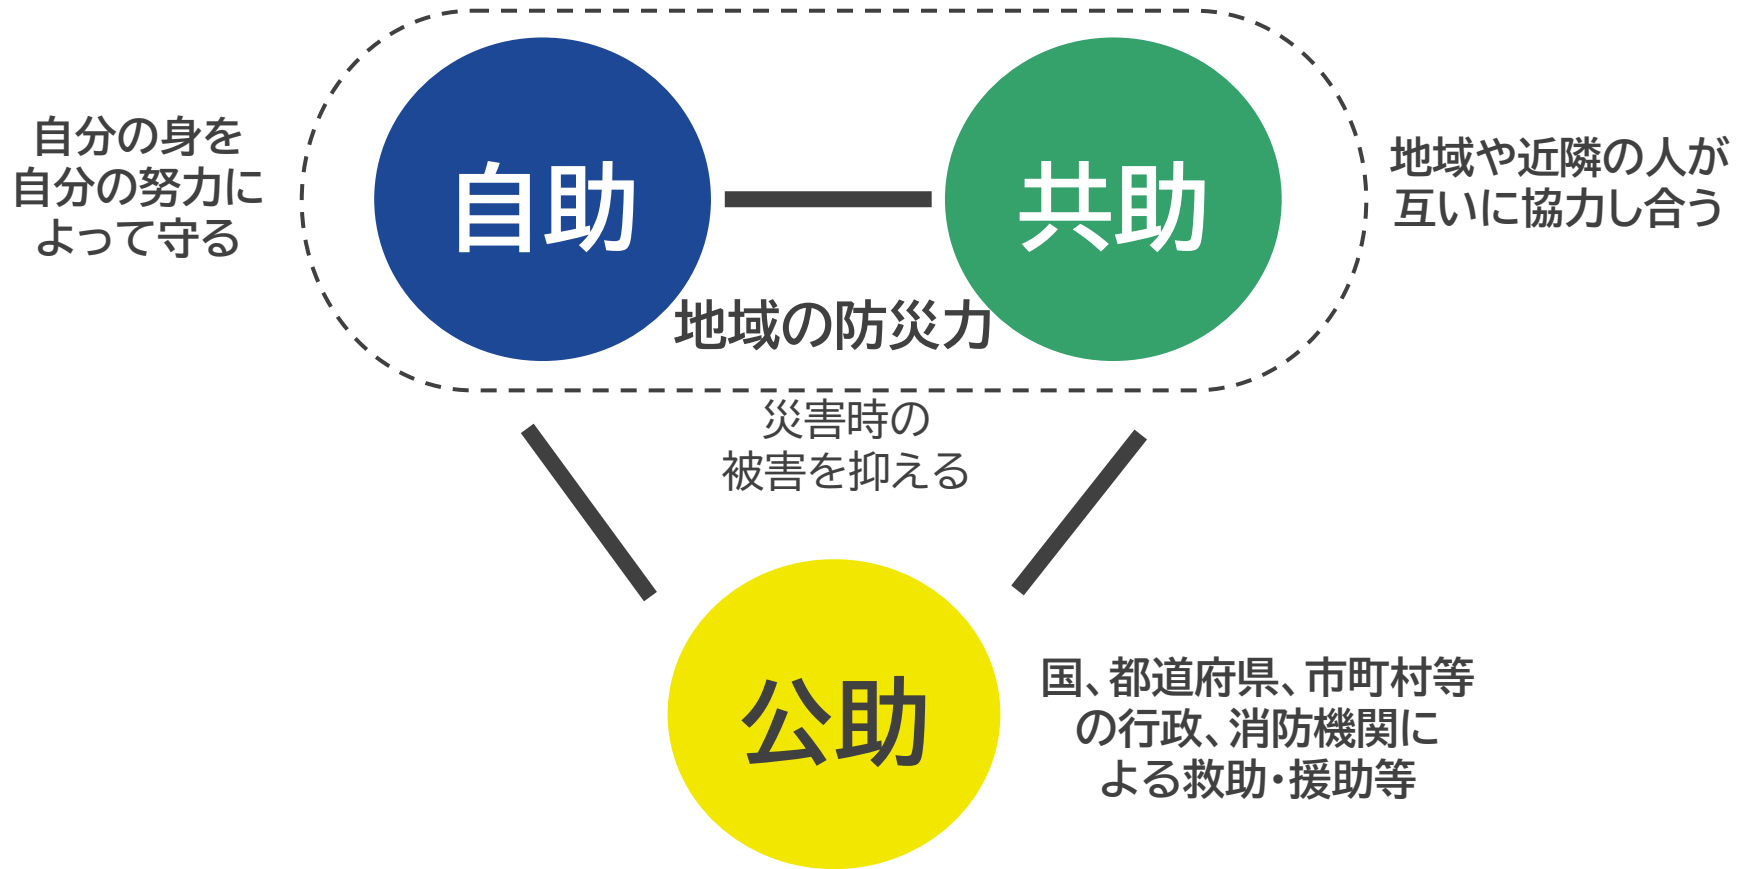 自分の身を
自分の努力に
よって守る
自助
共助
地域や近隣の人が
互いに協力し合う
地域の防災力
災害時の
被害を抑える
公助
国、都道府県、市町村等
の行政、消防機関に
よる救助・援助等